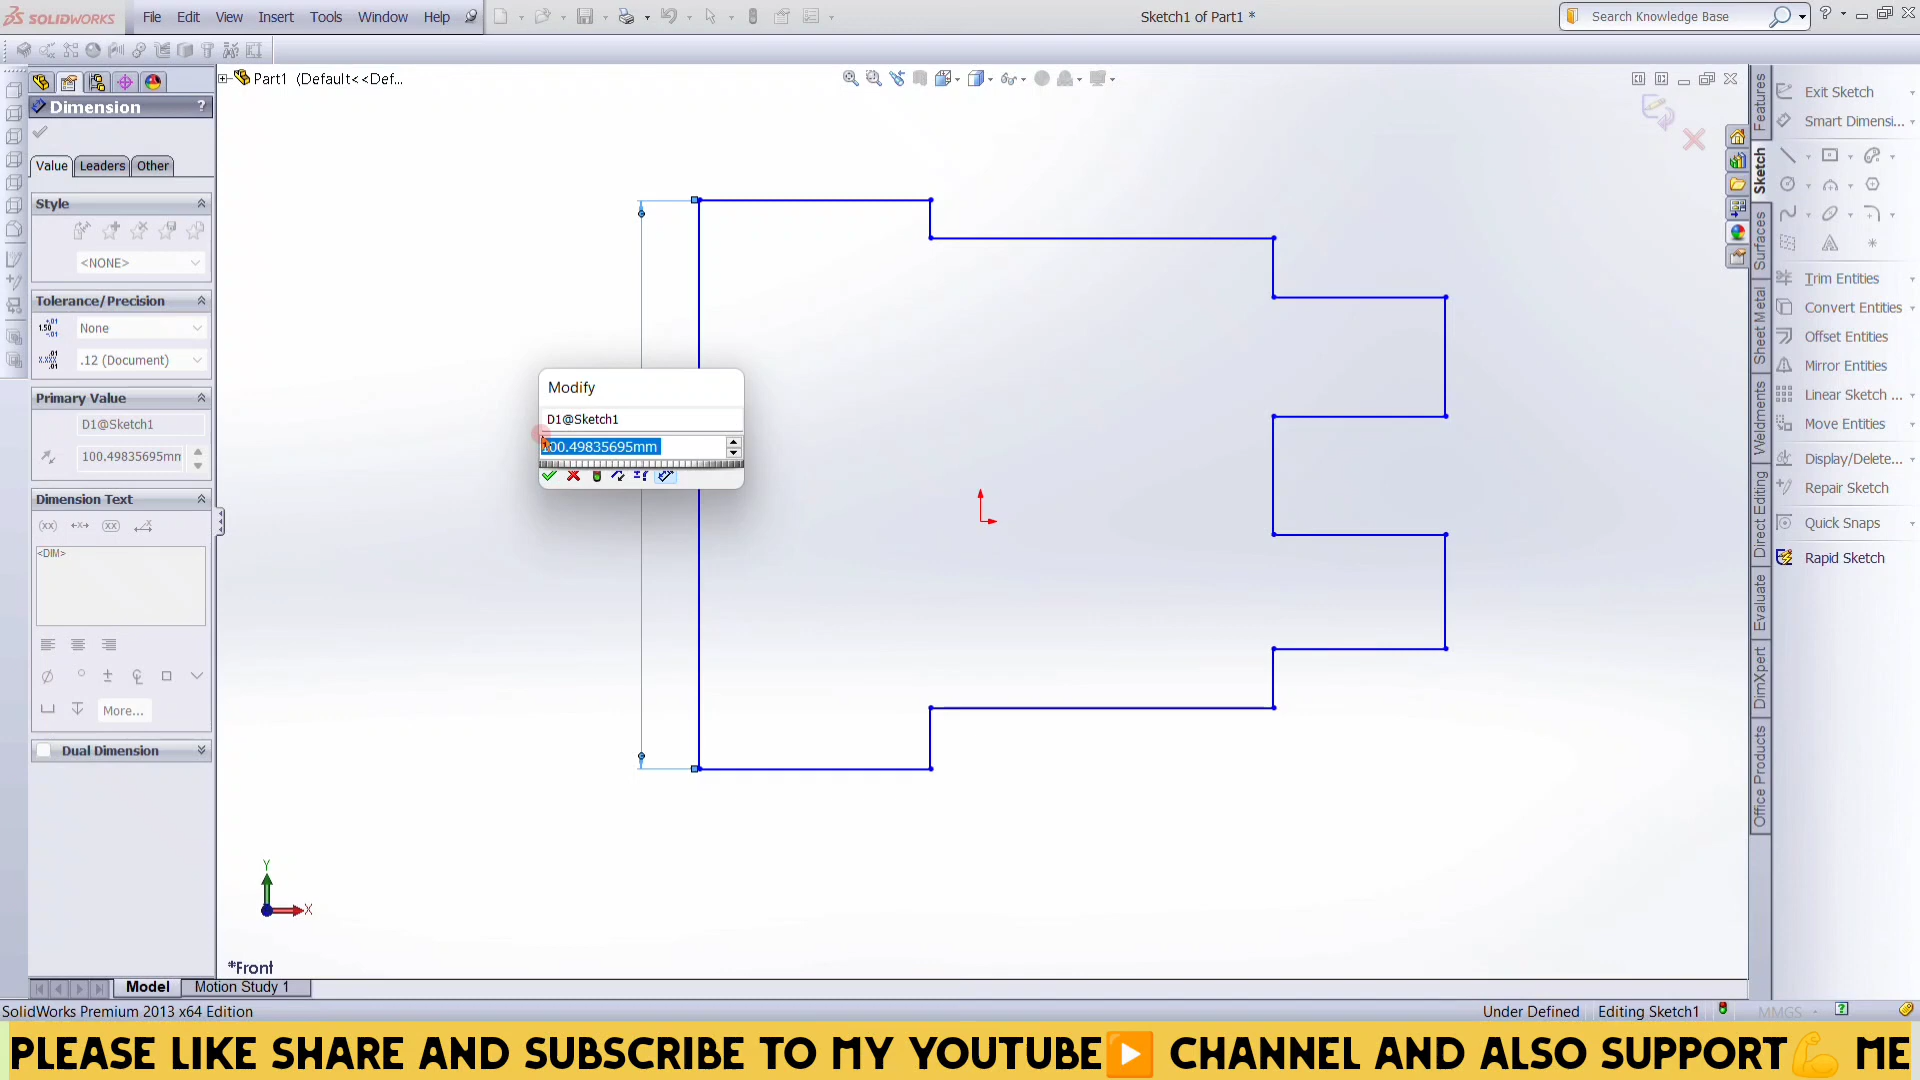 SOLIDWORKS
File Edit View Insert Tools Window Help
Sketch1 of Part1 *
Search Knowledge Base
?
Part1 (Default<<Def...
Dimension ?
Value Leaders Other
Style
<NONE>
Tolerance/Precision
None
.12 (Document)
Primary Value
D1@Sketch1
100.49835695mm
Dimension Text
<DIM>
More...
Dual Dimension
Modify
D1@Sketch1
100.49835695mm
Y
X
*Front
Features
Sketch
Surfaces
Sheet Metal
Weldments
Direct Editing
Evaluate
DimXpert
Office Products
Exit Sketch
Smart Dimensi...
Trim Entities
Convert Entities
Offset Entities
Mirror Entities
Linear Sketch ...
Move Entities
Display/Delete...
Repair Sketch
Quick Snaps
Rapid Sketch
Model Motion Study 1
SolidWorks Premium 2013 x64 Edition
Under Defined Editing Sketch1 MMGS
PLEASE LIKE SHARE AND SUBSCRIBE TO MY YOUTUBE▶️ CHANNEL AND ALSO SUPPORT💪 ME